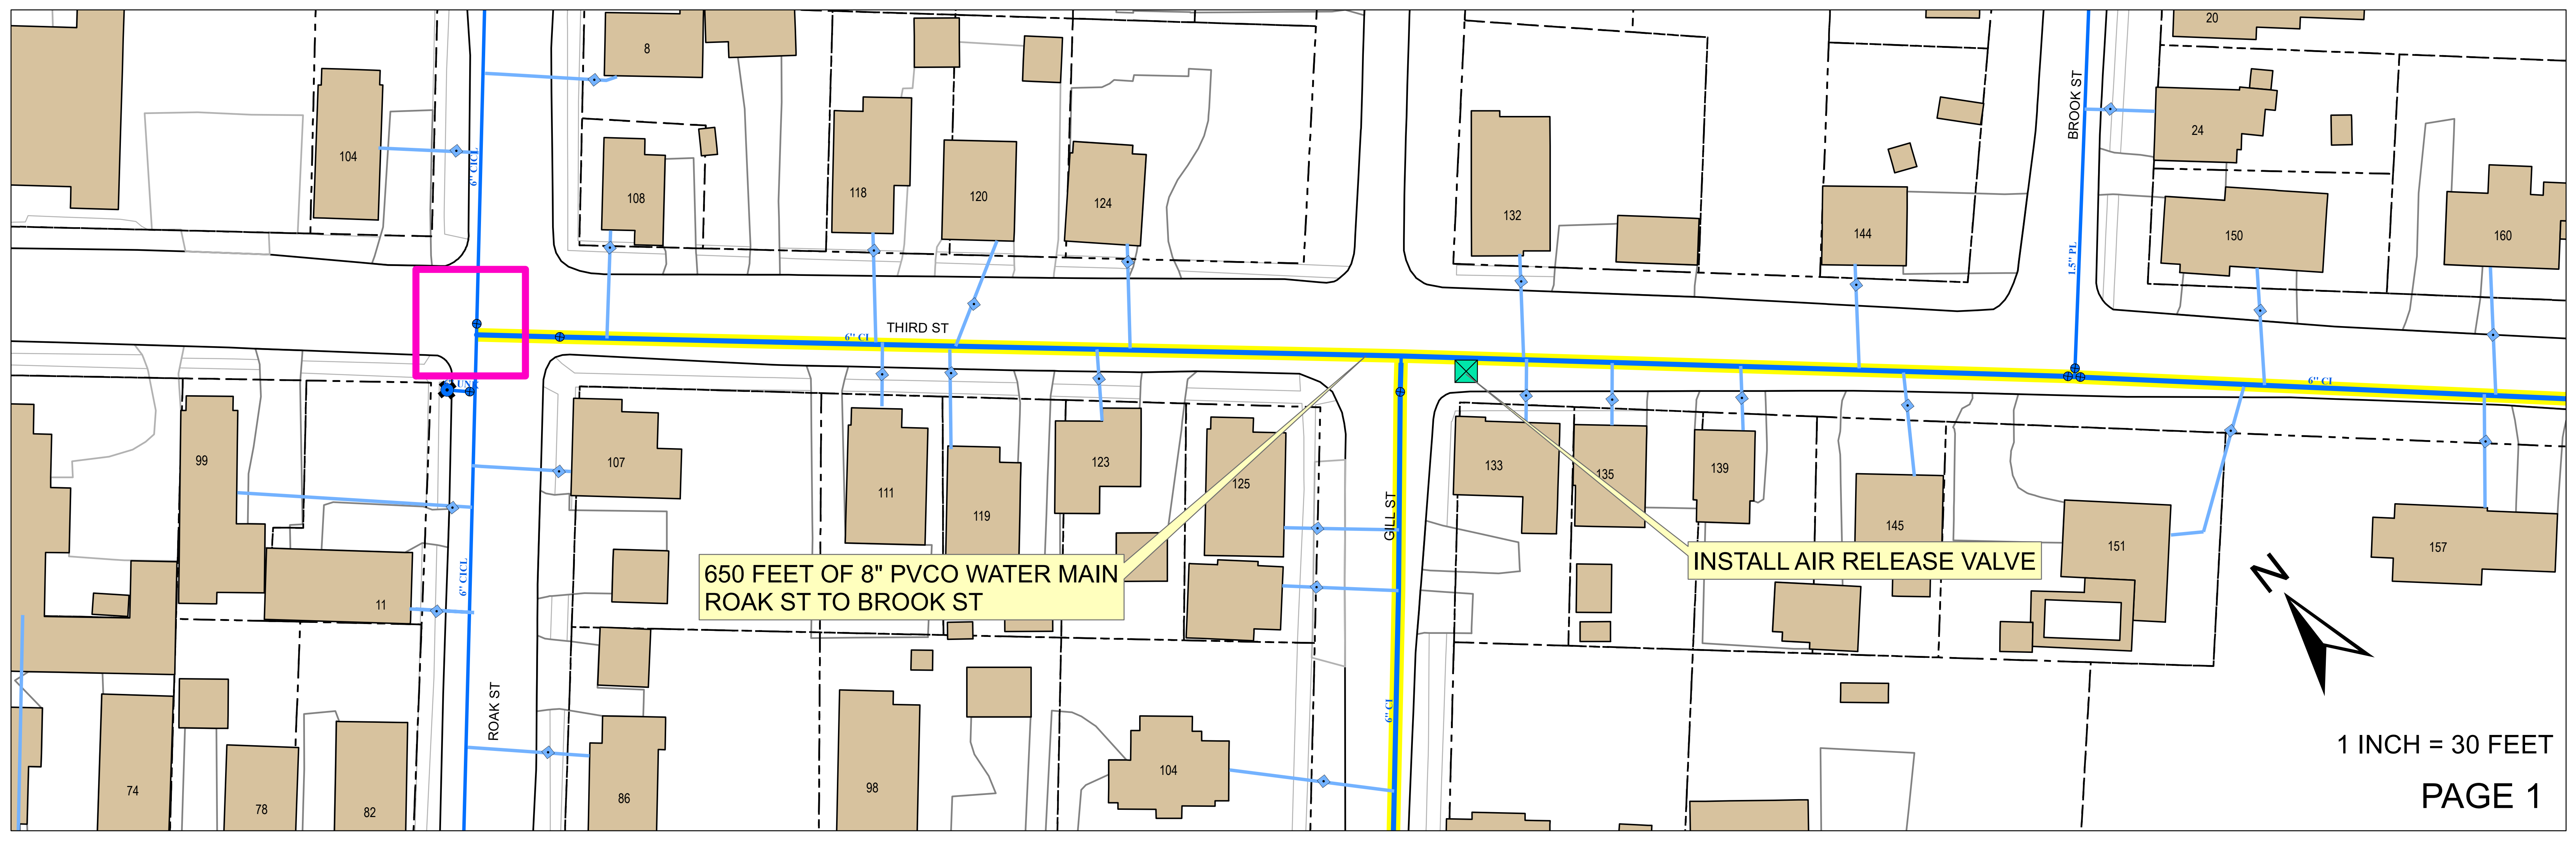 20
8
BROOK ST
24
104
6" CICL
108
118
120
124
132
144
150
160
1.5" PL
THIRD ST
6" CI
6" CI
UNK
99
107
111
119
123
125
133
135
139
145
151
157
GILL ST
INSTALL AIR RELEASE VALVE
650 FEET OF 8" PVCO WATER MAIN
ROAK ST TO BROOK ST
6" CICL
11
N
ROAK ST
6" CI
74
78
82
86
98
104
1 INCH = 30 FEET
PAGE 1